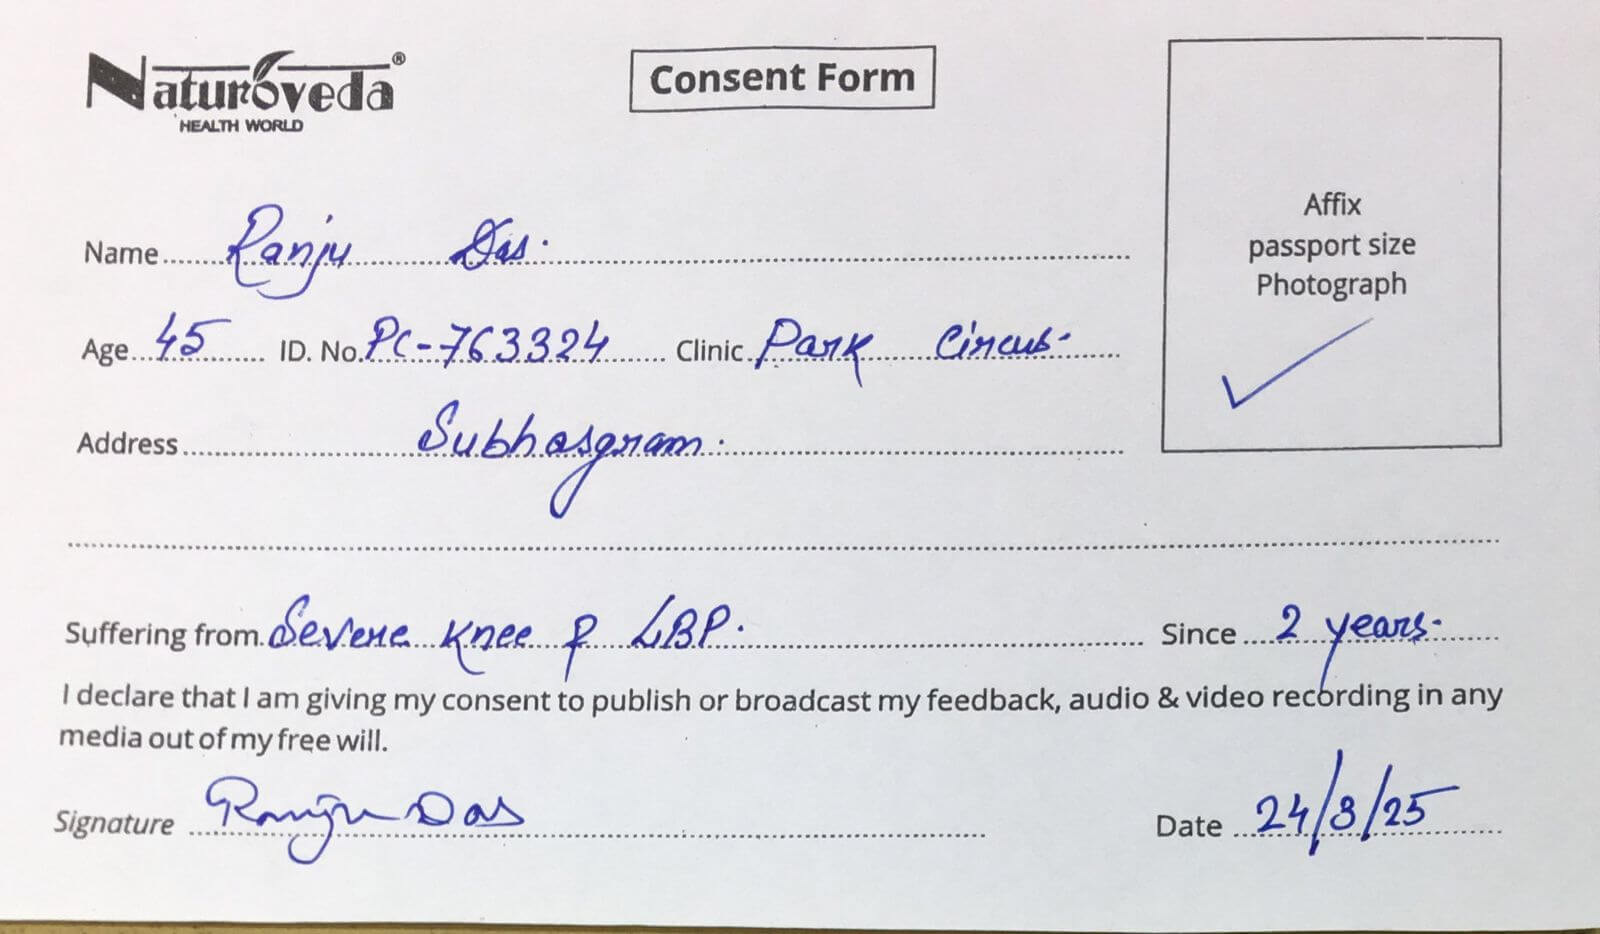 Naturoveda®
HEALTH WORLD
Consent Form
Affix
passport size
Photograph
Name Ranju Das.
Age 45 ID. No. PC-763324 Clinic Park Circus.
Address Subhasgram.
Suffering from. Severe Knee & LBP. Since 2 years.
I declare that I am giving my consent to publish or broadcast my feedback, audio & video recording in any
media out of my free will.
Signature Ranju Das Date 24/3/25